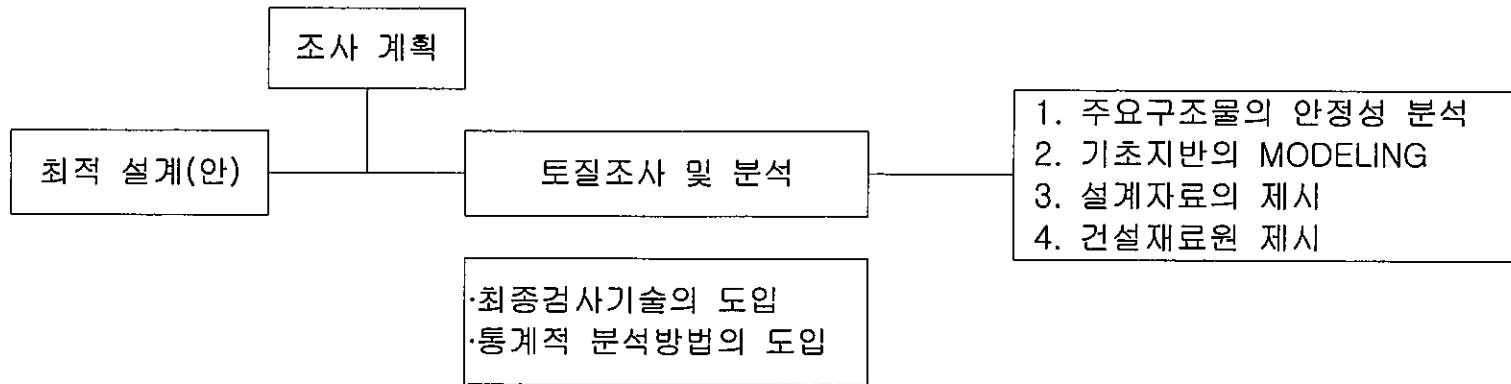 조사 계획
최적 설계(안)
토질조사 및 분석
1. 주요구조물의 안정성 분석
2. 기초지반의 MODELING
3. 설계자료의 제시
4. 건설재료원 제시
·최종검사기술의 도입
·통계적 분석방법의 도입